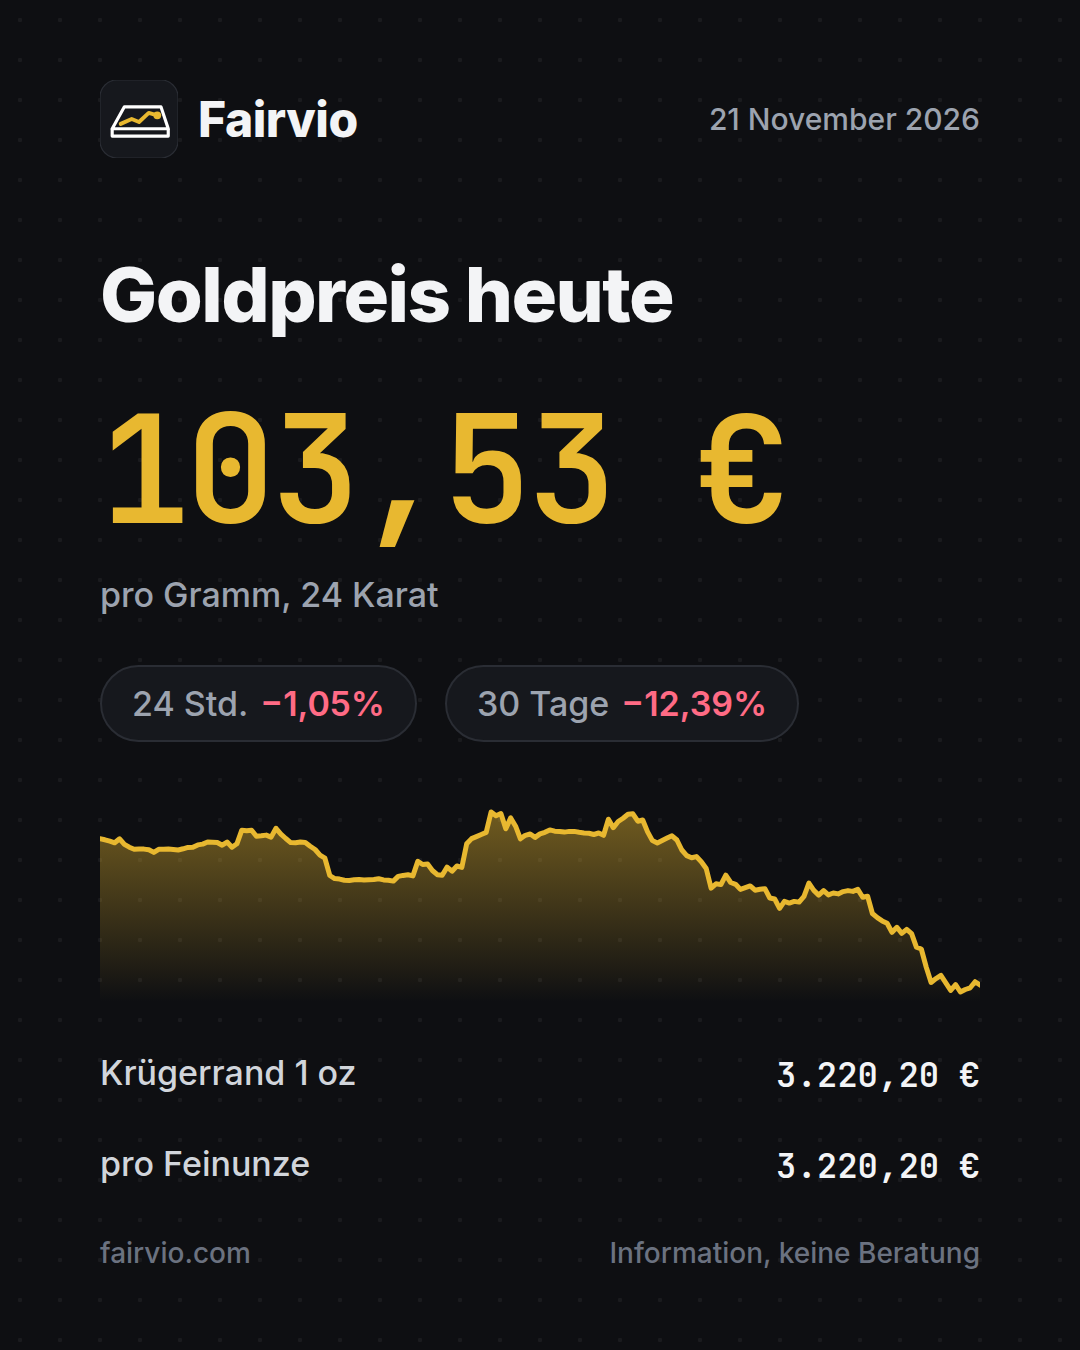 Fairvio
21 November 2026
Goldpreis heute
103,53 €
pro Gramm, 24 Karat
24 Std. −1,05%
30 Tage −12,39%
Krügerrand 1 oz
3.220,20 €
pro Feinunze
3.220,20 €
fairvio.com
Information, keine Beratung